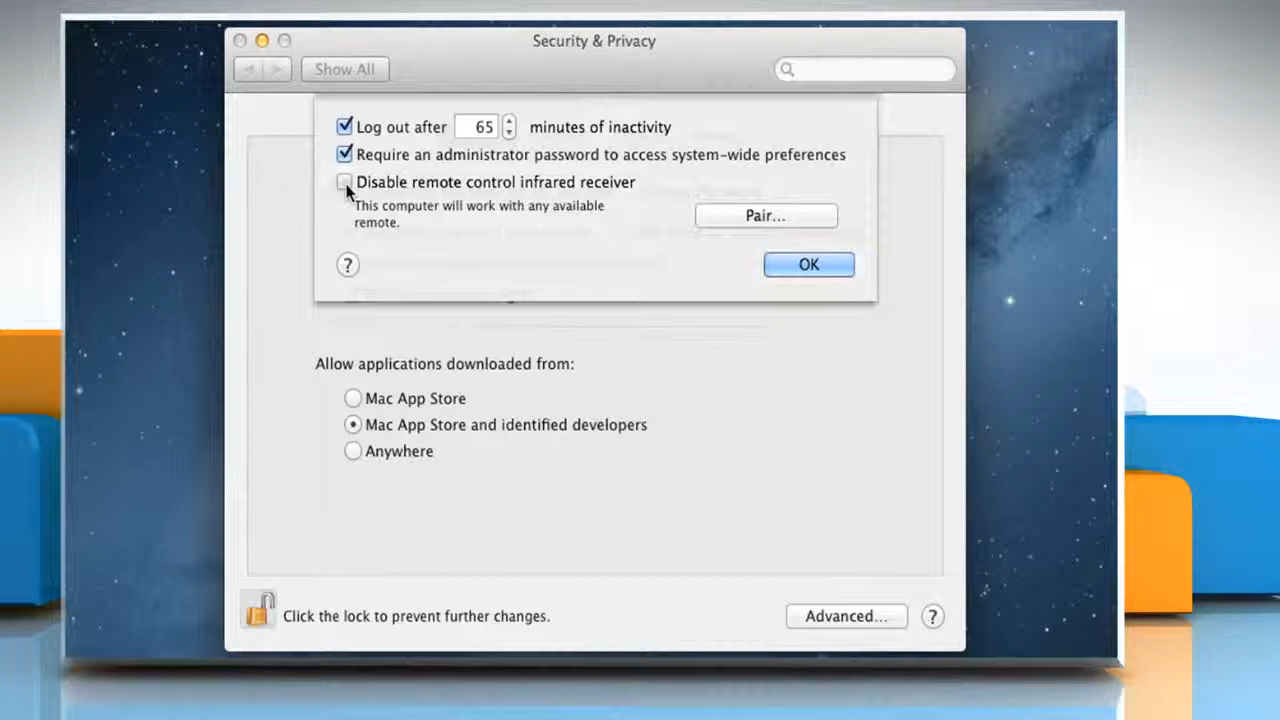 Security & Privacy
Show All
Log out after 65 minutes of inactivity
Require an administrator password to access system-wide preferences
Disable remote control infrared receiver
This computer will work with any available
remote.
Pair...
?
OK
Allow applications downloaded from:
Mac App Store
Mac App Store and identified developers
Anywhere
Click the lock to prevent further changes.
Advanced...
?